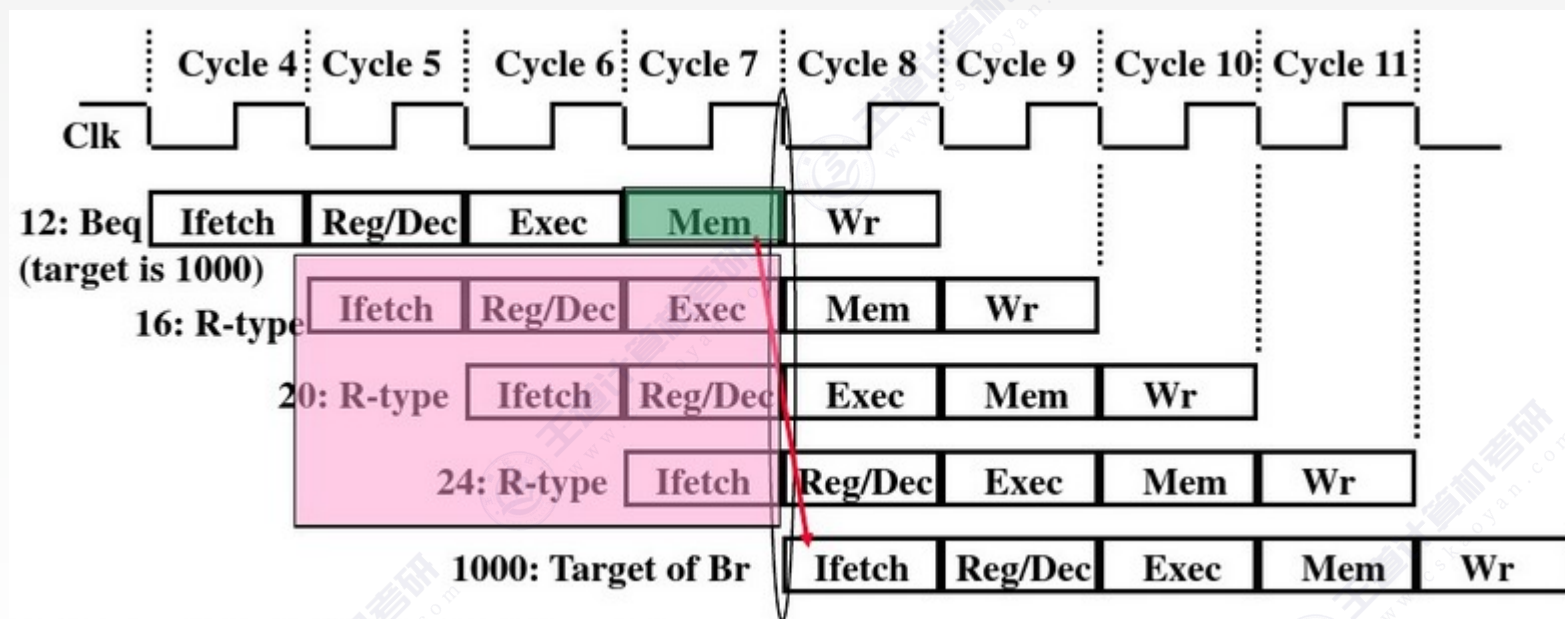 Cycle 4 Cycle 5 Cycle 6 Cycle 7 Cycle 8 Cycle 9 Cycle 10 Cycle 11
Clk
12: Beq Ifetch Reg/Dec Exec Mem Wr
(target is 1000)
16: R-type Ifetch Reg/Dec Exec Mem Wr
20: R-type Ifetch Reg/Dec Exec Mem Wr
24: R-type Ifetch Reg/Dec Exec Mem Wr
1000: Target of Br Ifetch Reg/Dec Exec Mem Wr